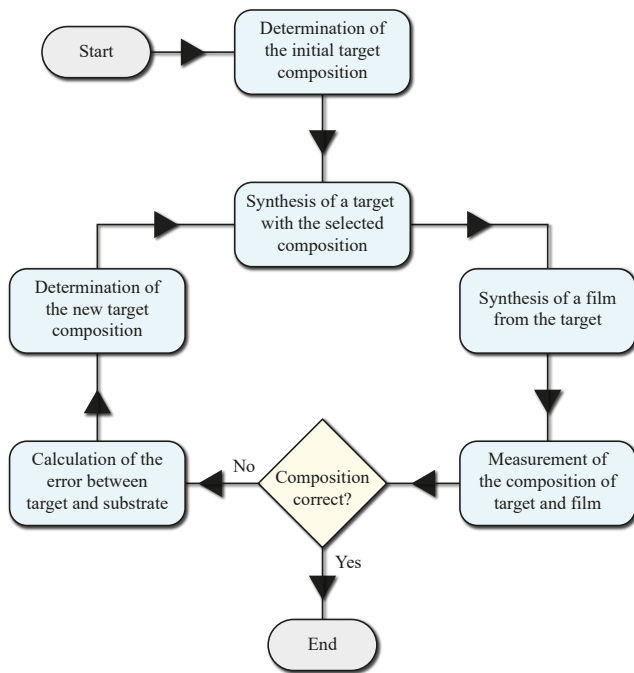 Start
Determination of
the initial target
composition
Synthesis of a target
with the selected
composition
Determination of
the new target
composition
Synthesis of a film
from the target
Calculation of the
error between
target and substrate
No
Composition
correct?
Measurement of
the composition of
target and film
Yes
End